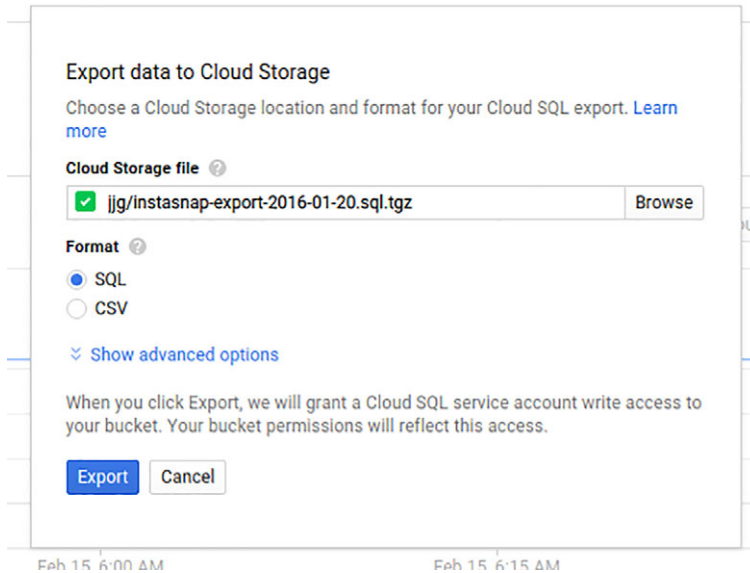 Export data to Cloud Storage
Choose a Cloud Storage location and format for your Cloud SQL export. Learn
more
Cloud Storage file
jjg/instasnap-export-2016-01-20.sql.tgz Browse
Format
SQL
CSV
Show advanced options
When you click Export, we will grant a Cloud SQL service account write access to
your bucket. Your bucket permissions will reflect this access.
Export Cancel
Feb 15, 6:00 AM Feb 15, 6:15 AM